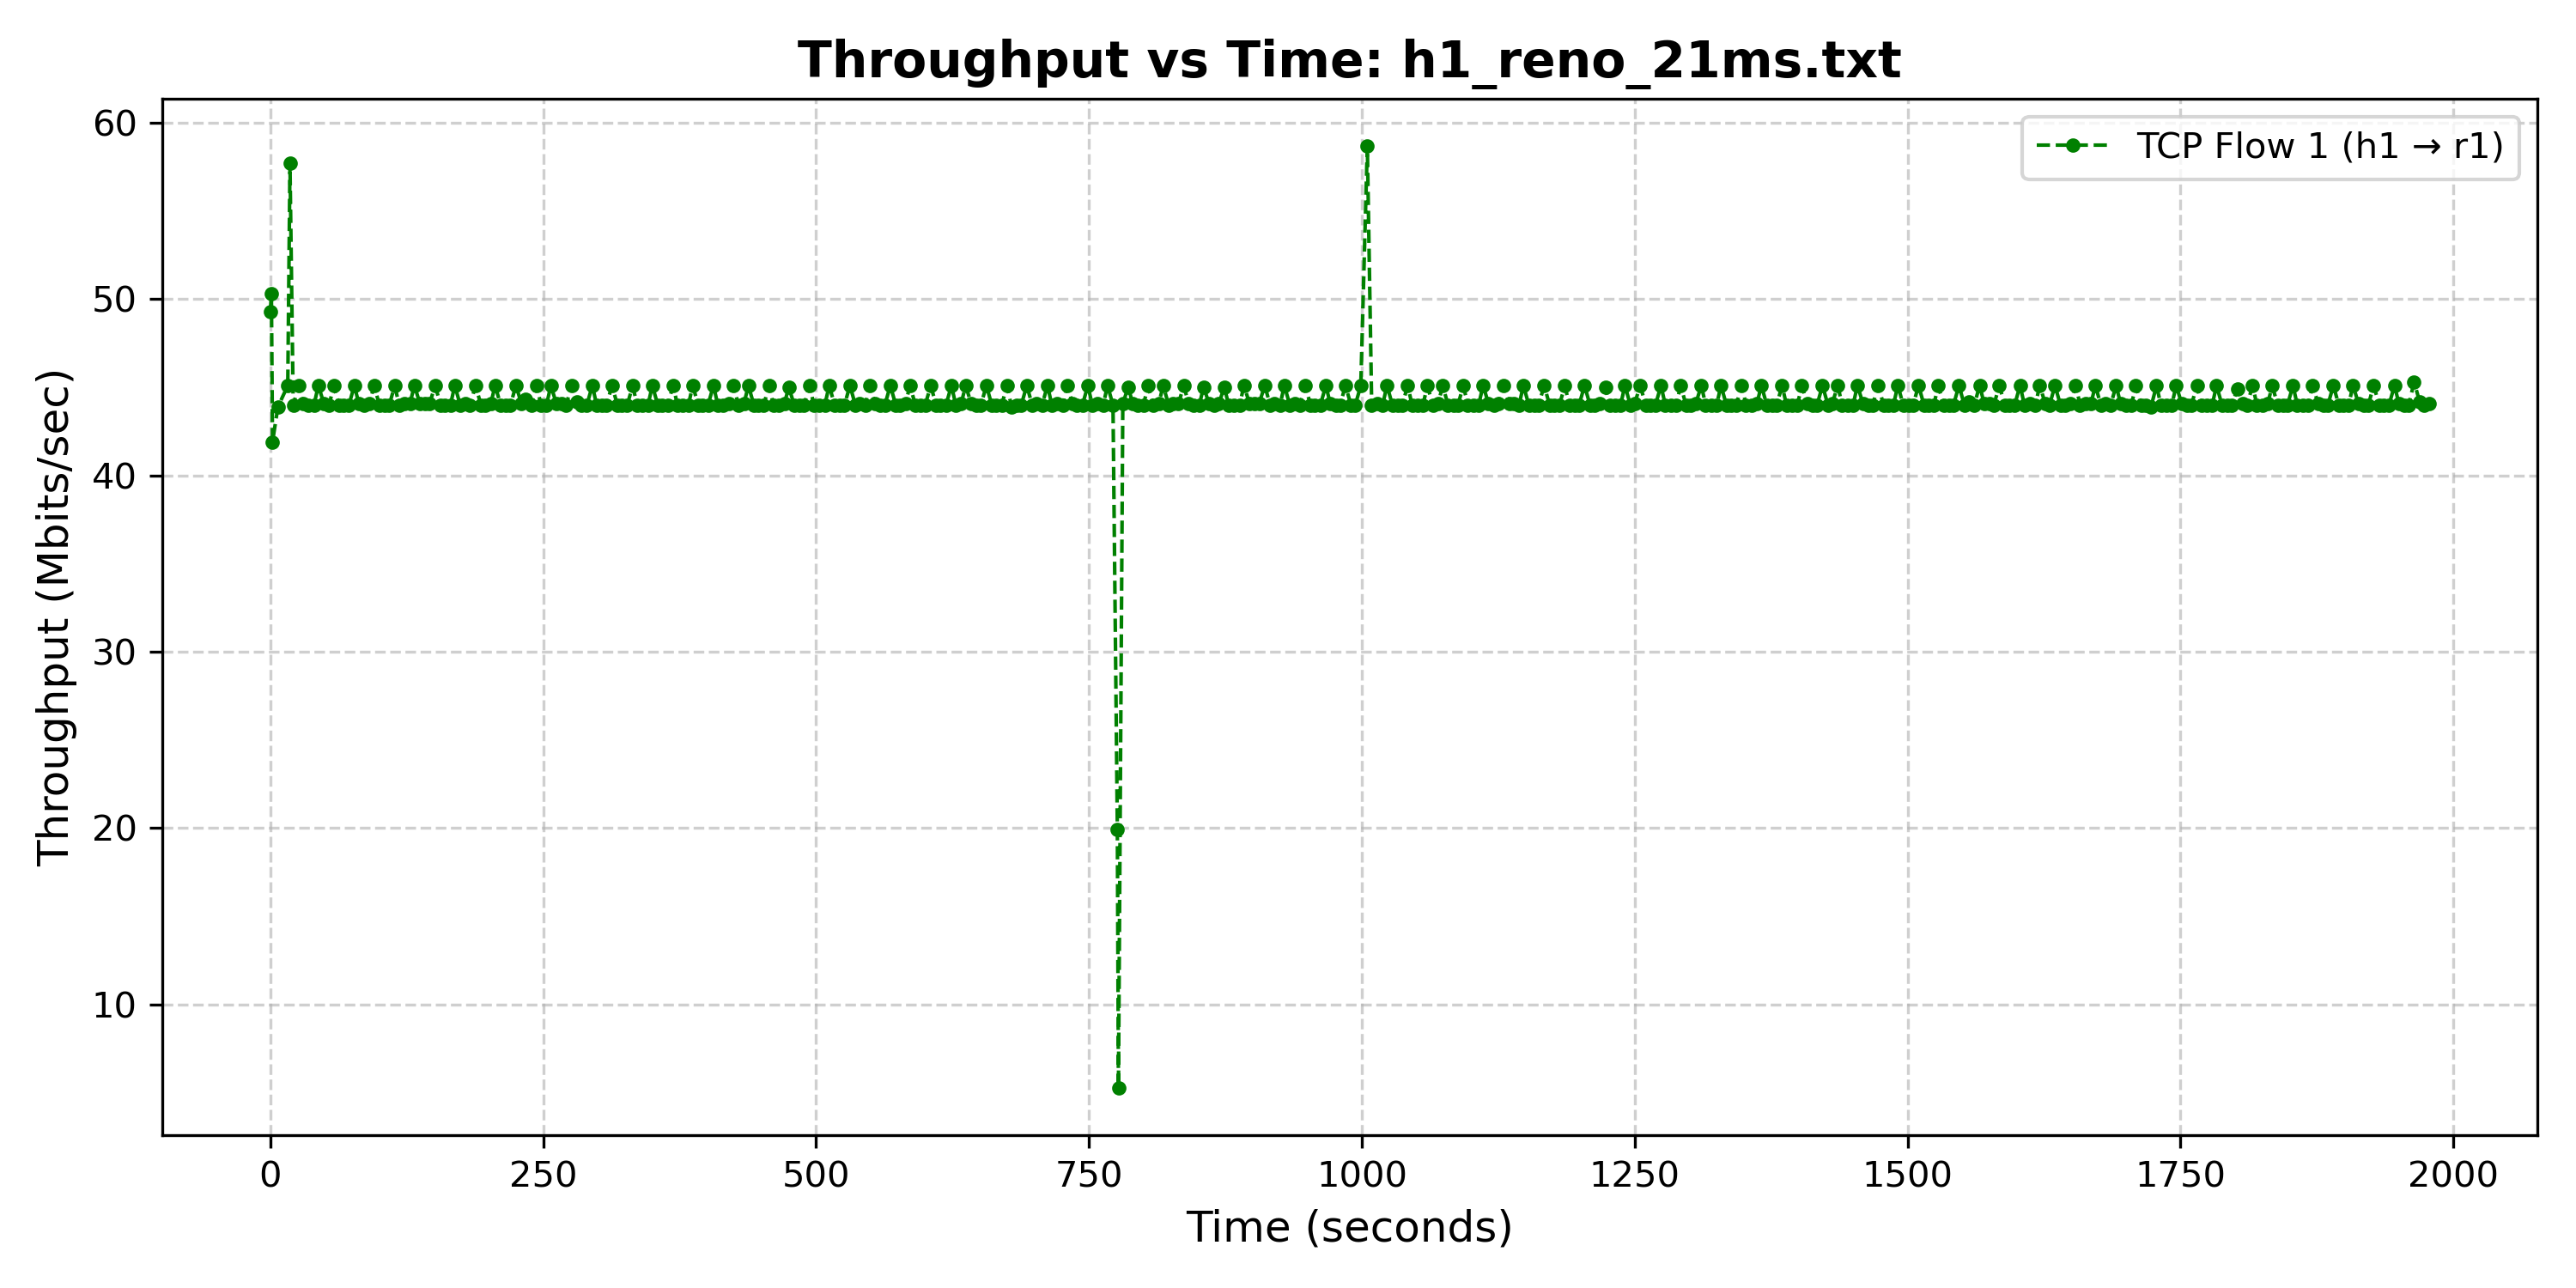 Throughput vs Time: h1_reno_21ms.txt
TCP Flow 1 (h1 → r1)
Throughput (Mbits/sec)
60
50
40
30
20
10
0 250 500 750 1000 1250 1500 1750 2000
Time (seconds)